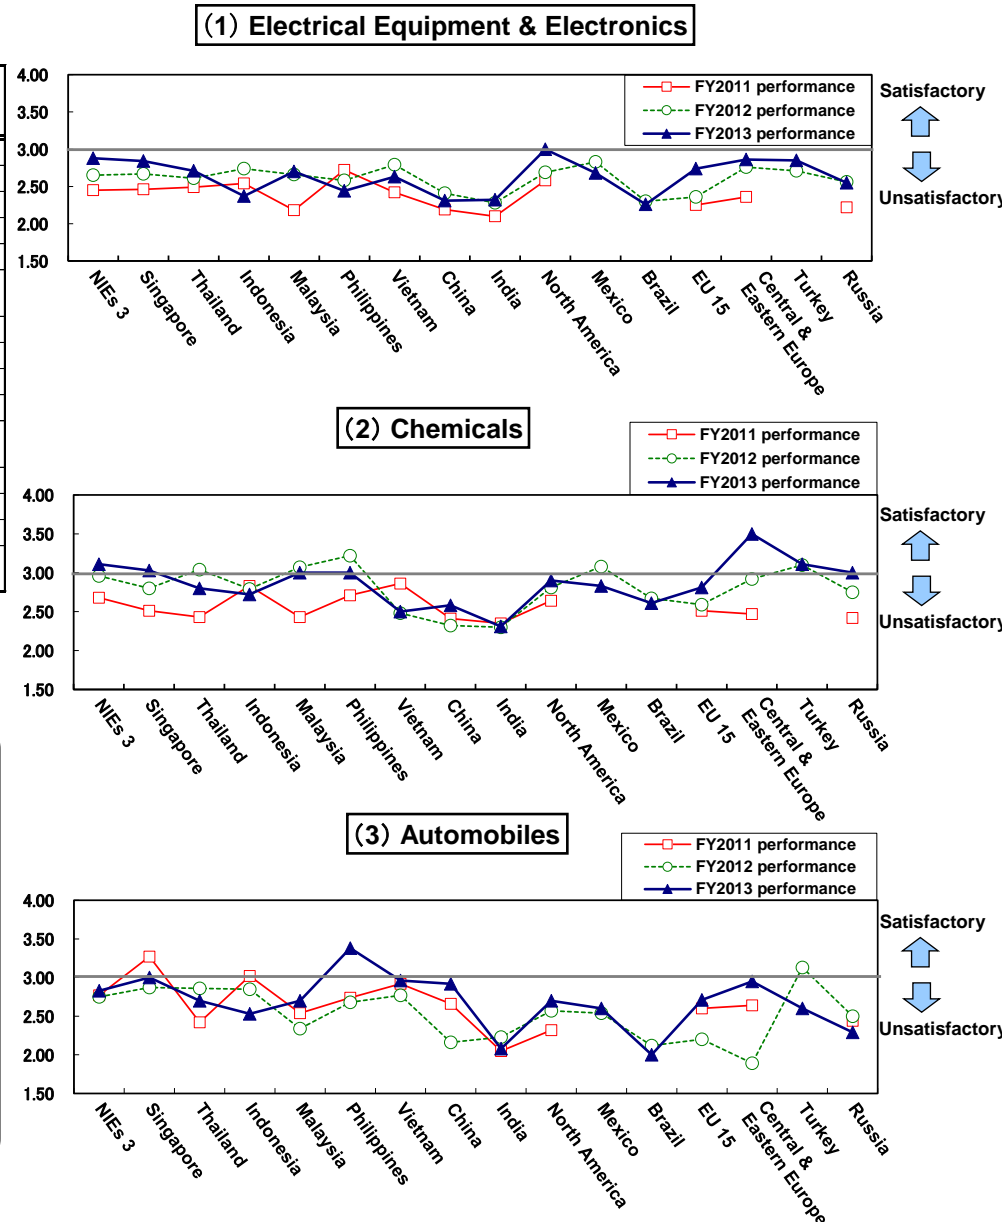 （1）Electrical Equipment & Electronics
4.00
3.50
3.00
2.50
2.00
1.50
FY2011 performance
FY2012 performance
FY2013 performance
Satisfactory
Unsatisfactory
NIEs 3
Singapore
Thailand
Indonesia
Malaysia
Philippines
Vietnam
China
India
North America
Mexico
Brazil
EU 15
Central &
Eastern Europe
Turkey
Russia
（2）Chemicals
FY2011 performance
FY2012 performance
FY2013 performance
4.00
3.50
3.00
2.50
2.00
1.50
Satisfactory
Unsatisfactory
NIEs 3
Singapore
Thailand
Indonesia
Malaysia
Philippines
Vietnam
China
India
North America
Mexico
Brazil
EU 15
Central &
Eastern Europe
Turkey
Russia
（3）Automobiles
FY2011 performance
FY2012 performance
FY2013 performance
4.00
3.50
3.00
2.50
2.00
1.50
Satisfactory
Unsatisfactory
NIEs 3
Singapore
Thailand
Indonesia
Malaysia
Philippines
Vietnam
China
India
North America
Mexico
Brazil
EU 15
Central &
Eastern Europe
Turkey
Russia